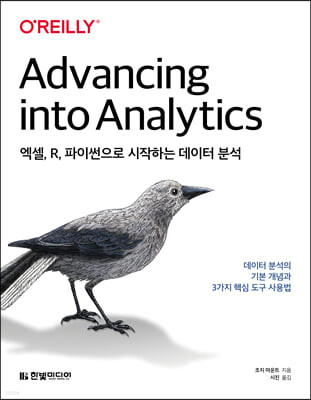 O'REILLY®
Advancing
into Analytics
엑셀, R, 파이썬으로 시작하는 데이터 분석
데이터 분석의
기본 개념과
3가지 핵심 도구 사용법
조지 마운트 지음
시진 옮김
한빛미디어